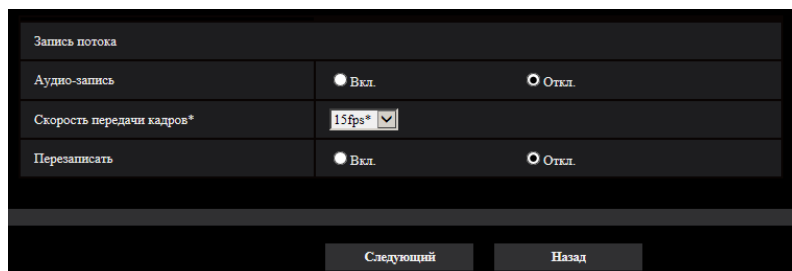 Запись потока
Аудио-запись Вкл. Откл.
Скорость передачи кадров* 15fps*
Перезаписать Вкл. Откл.
Следующий Назад